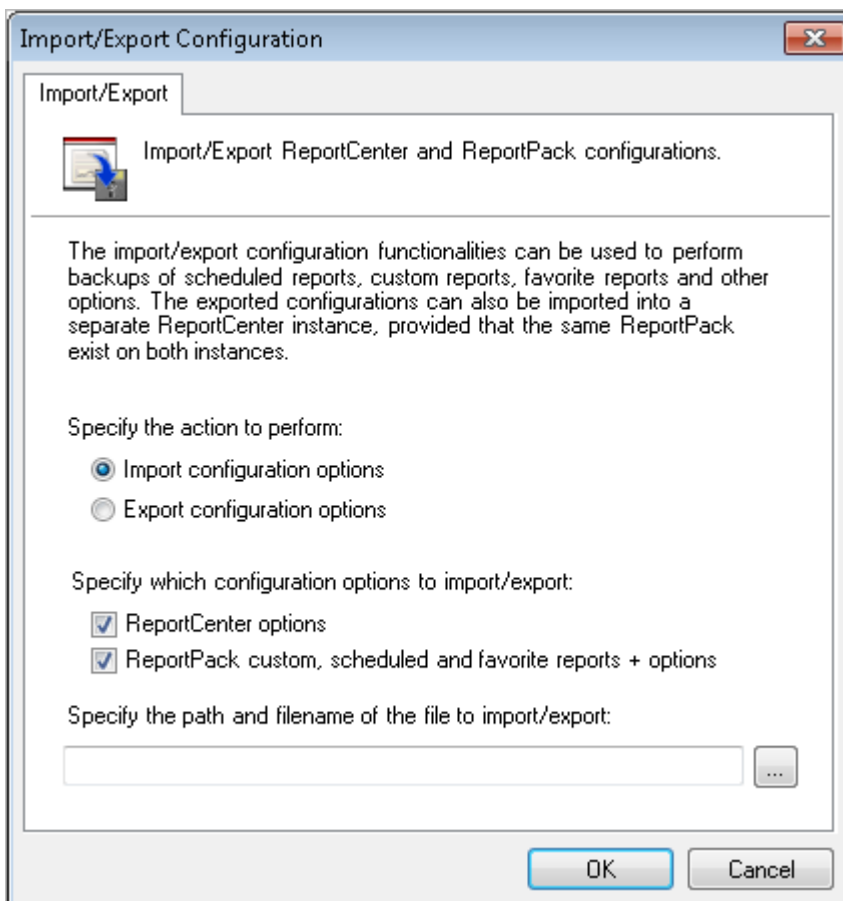 Import/Export Configuration
Import/Export
Import/Export ReportCenter and ReportPack configurations.
The import/export configuration functionalities can be used to perform
backups of scheduled reports, custom reports, favorite reports and other
options. The exported configurations can also be imported into a
separate ReportCenter instance, provided that the same ReportPack
exist on both instances.
Specify the action to perform:
Import configuration options
Export configuration options
Specify which configuration options to import/export:
ReportCenter options
ReportPack custom, scheduled and favorite reports + options
Specify the path and filename of the file to import/export:
...
OK Cancel